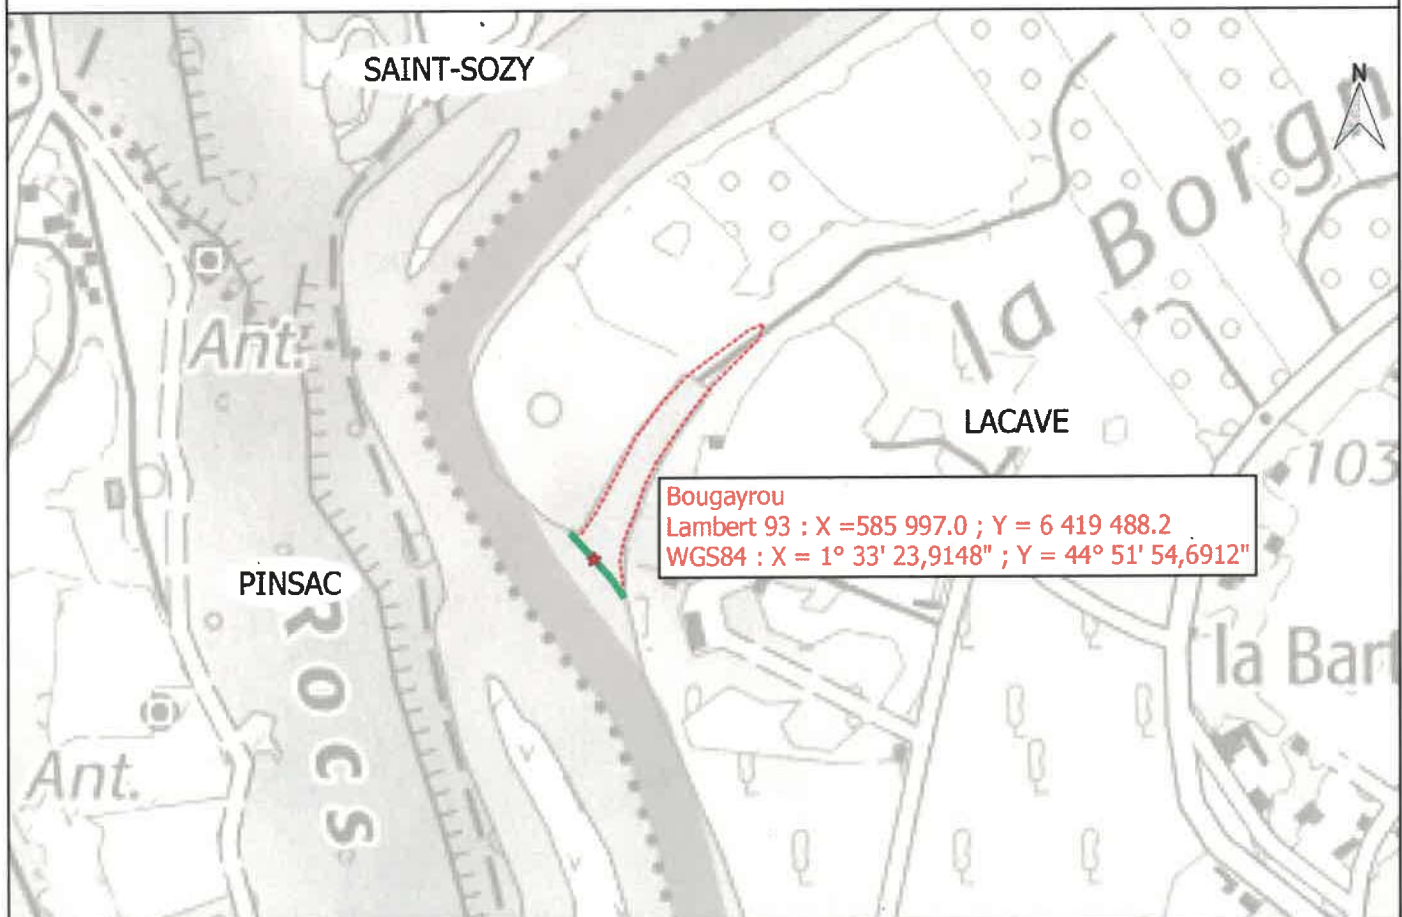 SAINT-SOZY
N
la Borgn
Ant.
LACAVE
103
Bougayrou
Lambert 93 : X =585 997.0 ; Y = 6 419 488.2
WGS84 : X = 1° 33' 23,9148" ; Y = 44° 51' 54,6912"
PINSAC
ROCS
la Bart
Ant.